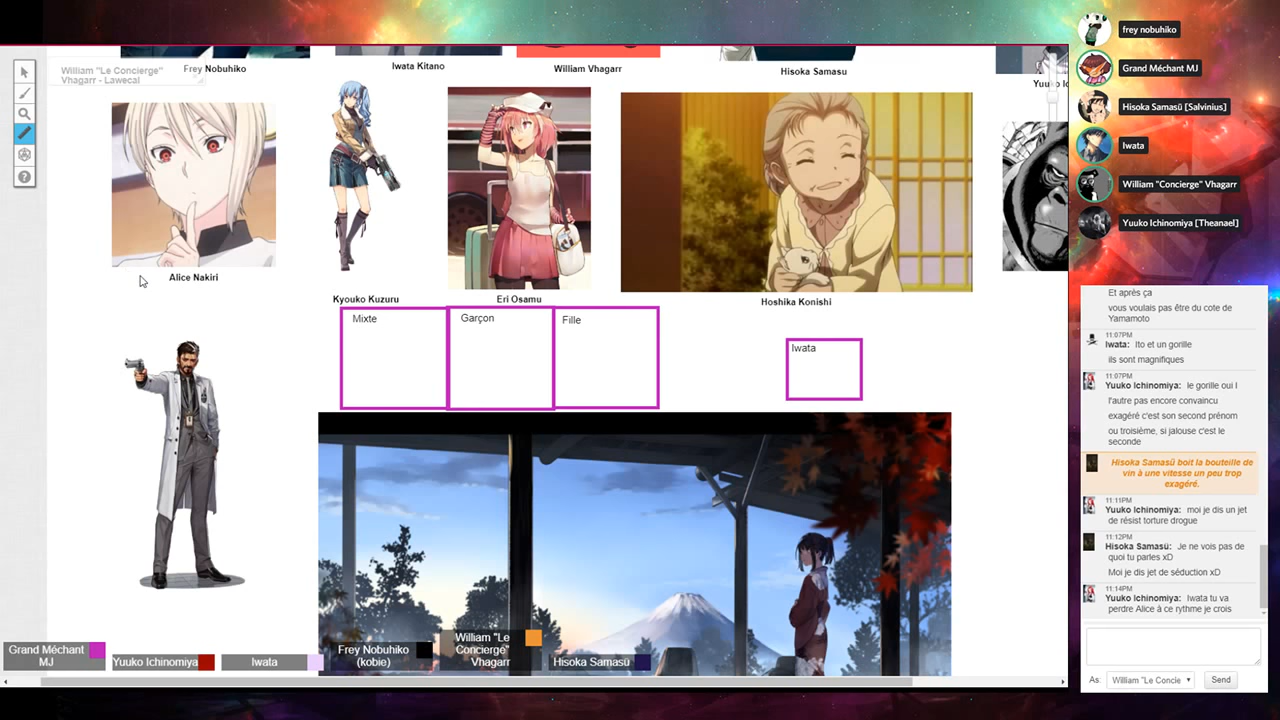 William "Le Concierge"
Vhagarr - Lawecal
Frey Nobuhiko
Iwata Kitano
William Vhagarr
Hisoka Samasu
Alice Nakiri
Kyouko Kuzuru
Eri Osamu
Hoshika Konishi
Mixte
Garçon
Fille
Iwata
Grand Méchant
MJ
Yuuko Ichinomiya
Iwata
Frey Nobuhiko
(kobie)
William "Le
Concierge"
Vhagarr
Hisoka Samasü
frey nobuhiko
Grand Méchant MJ
Hisoka Samasü [Salvinius]
Iwata
William "Concierge" Vhagarr
Yuuko Ichinomiya [Theanael]
Et après ça
vous voulais pas être du cote de
Yamamoto
11:07PM
Iwata: Ito et un gorille
ils sont magnifiques
11:07PM
Yuuko Ichinomiya: le gorille oui !
l'autre pas encore convaincu
exagéré c'est son second prénom
ou troisième, si jalouse c'est le
seconde
Hisoka Samasü boit la bouteille de
vin à une vitesse un peu trop
exagéré.
11:11PM
Yuuko Ichinomiya: moi je dis un jet
de résist torture drogue
11:12PM
Hisoka Samasü: Je ne vois pas de
quoi tu parles xD
Moi je dis jet de séduction xD
11:14PM
Yuuko Ichinomiya: Iwata tu va
perdre Alice à ce rythme je crois
As:
William "Le Concie
Send